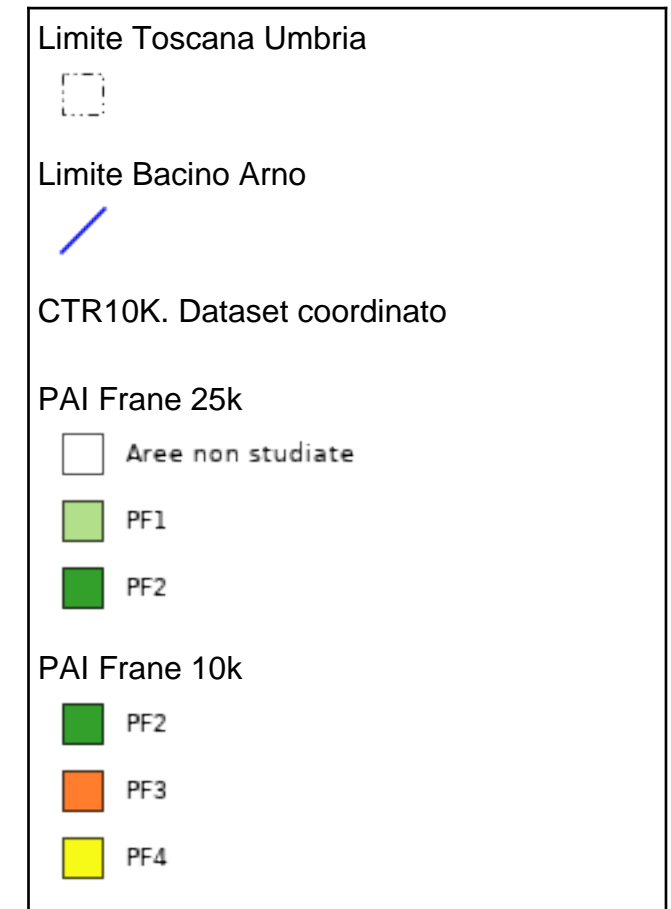 Limite Toscana Umbria
Limite Bacino Arno
CTR10K. Dataset coordinato
PAI Frane 25k
Aree non studiate
PF1
PF2
PAI Frane 10k
PF2
PF3
PF4